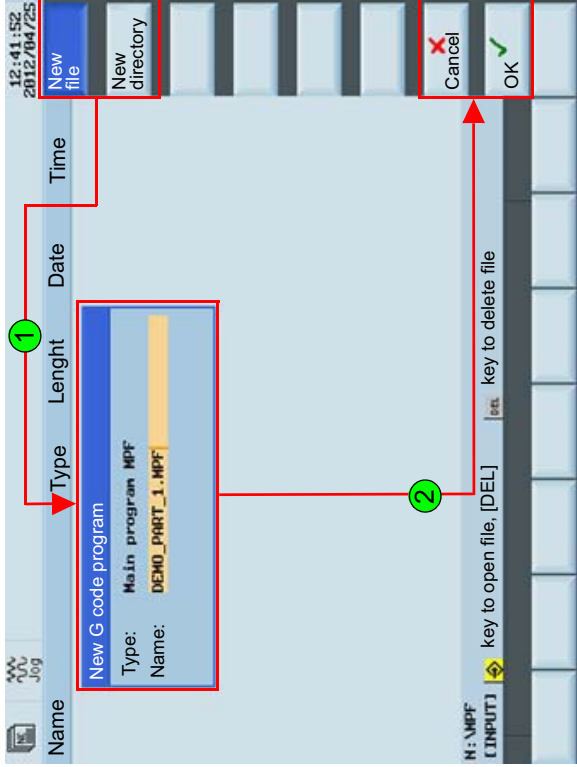 12:41:52
2012/04/25
Jog
Name Type Lenght Date Time
New G code program
Type: Main program MPF
Name: DEMO_PART_1.MPF
N:\MPF
[INPUT] key to open file, [DEL] DEL key to delete file
New
file
New
directory
Cancel
OK
1
2